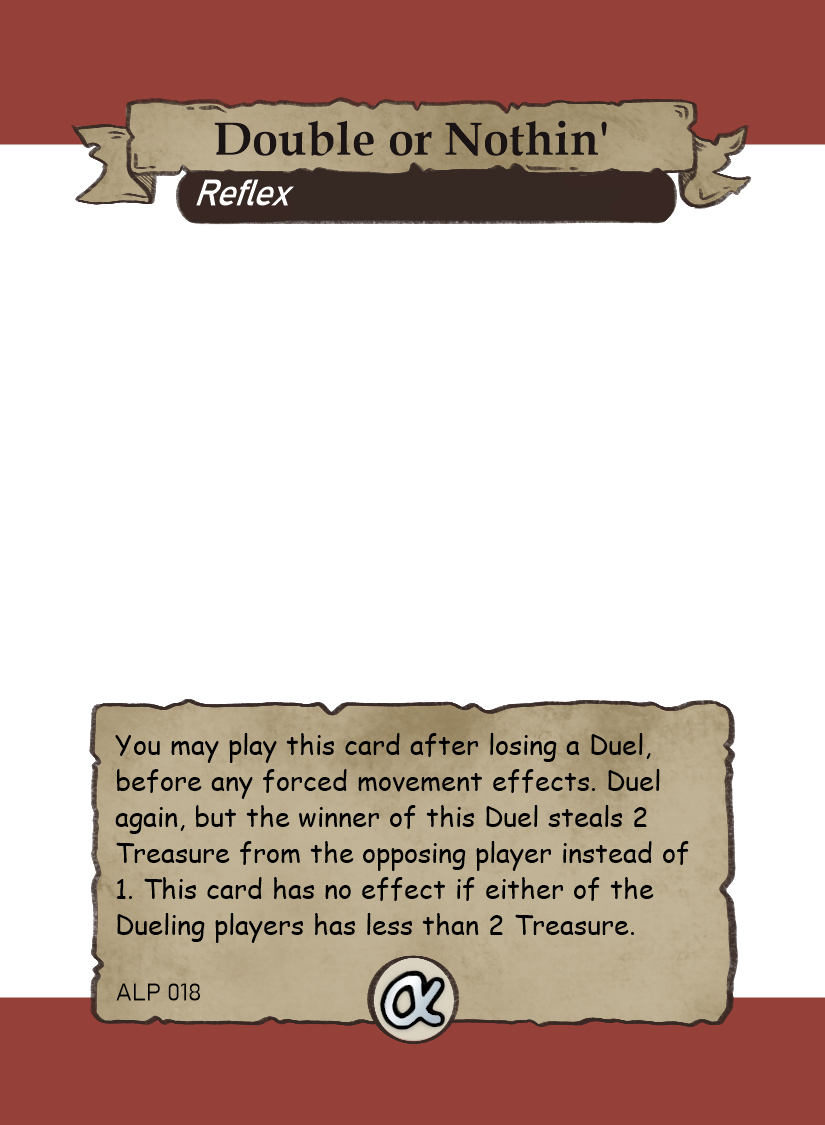 Double or Nothin'
Reflex
You may play this card after losing a Duel,
before any forced movement effects. Duel
again, but the winner of this Duel steals 2
Treasure from the opposing player instead of
1. This card has no effect if either of the
Dueling players has less than 2 Treasure.
ALP 018
α